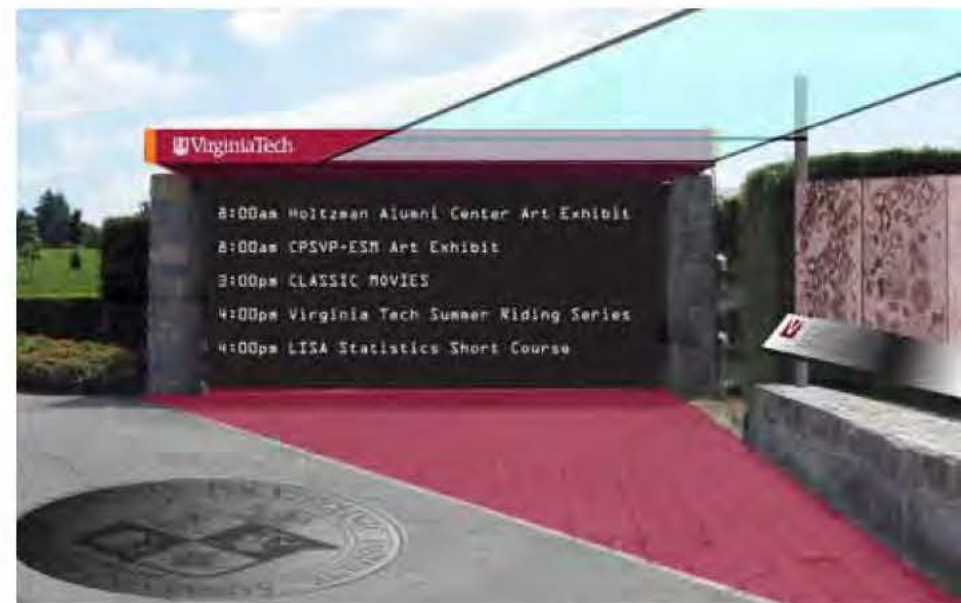 VirginiaTech
8:00am Holtzman Alumni Center Art Exhibit
8:00am CPSVP-ESM Art Exhibit
3:00pm CLASSIC MOVIES
4:00pm Virginia Tech Summer Riding Series
4:00pm LISA Statistics Short Course